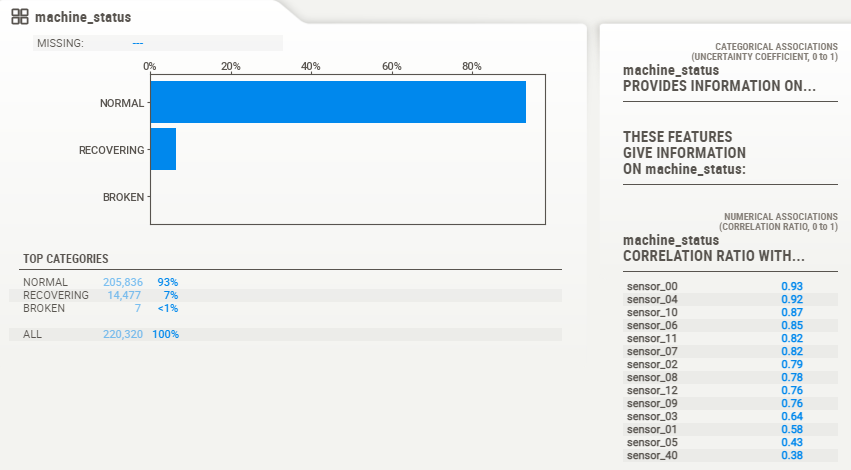 machine_status
MISSING: ---
0% 20% 40% 60% 80%
NORMAL
RECOVERING
BROKEN
TOP CATEGORIES
NORMAL 205,836 93%
RECOVERING 14,477 7%
BROKEN 7 <1%
ALL 220,320 100%
CATEGORICAL ASSOCIATIONS
(UNCERTAINTY COEFFICIENT, 0 to 1)
machine_status
PROVIDES INFORMATION ON...
THESE FEATURES
GIVE INFORMATION
ON machine_status:
NUMERICAL ASSOCIATIONS
(CORRELATION RATIO, 0 to 1)
machine_status
CORRELATION RATIO WITH...
sensor_00 0.93
sensor_04 0.92
sensor_10 0.87
sensor_06 0.85
sensor_11 0.82
sensor_07 0.82
sensor_02 0.79
sensor_08 0.78
sensor_12 0.76
sensor_09 0.76
sensor_03 0.64
sensor_01 0.58
sensor_05 0.43
sensor_40 0.38